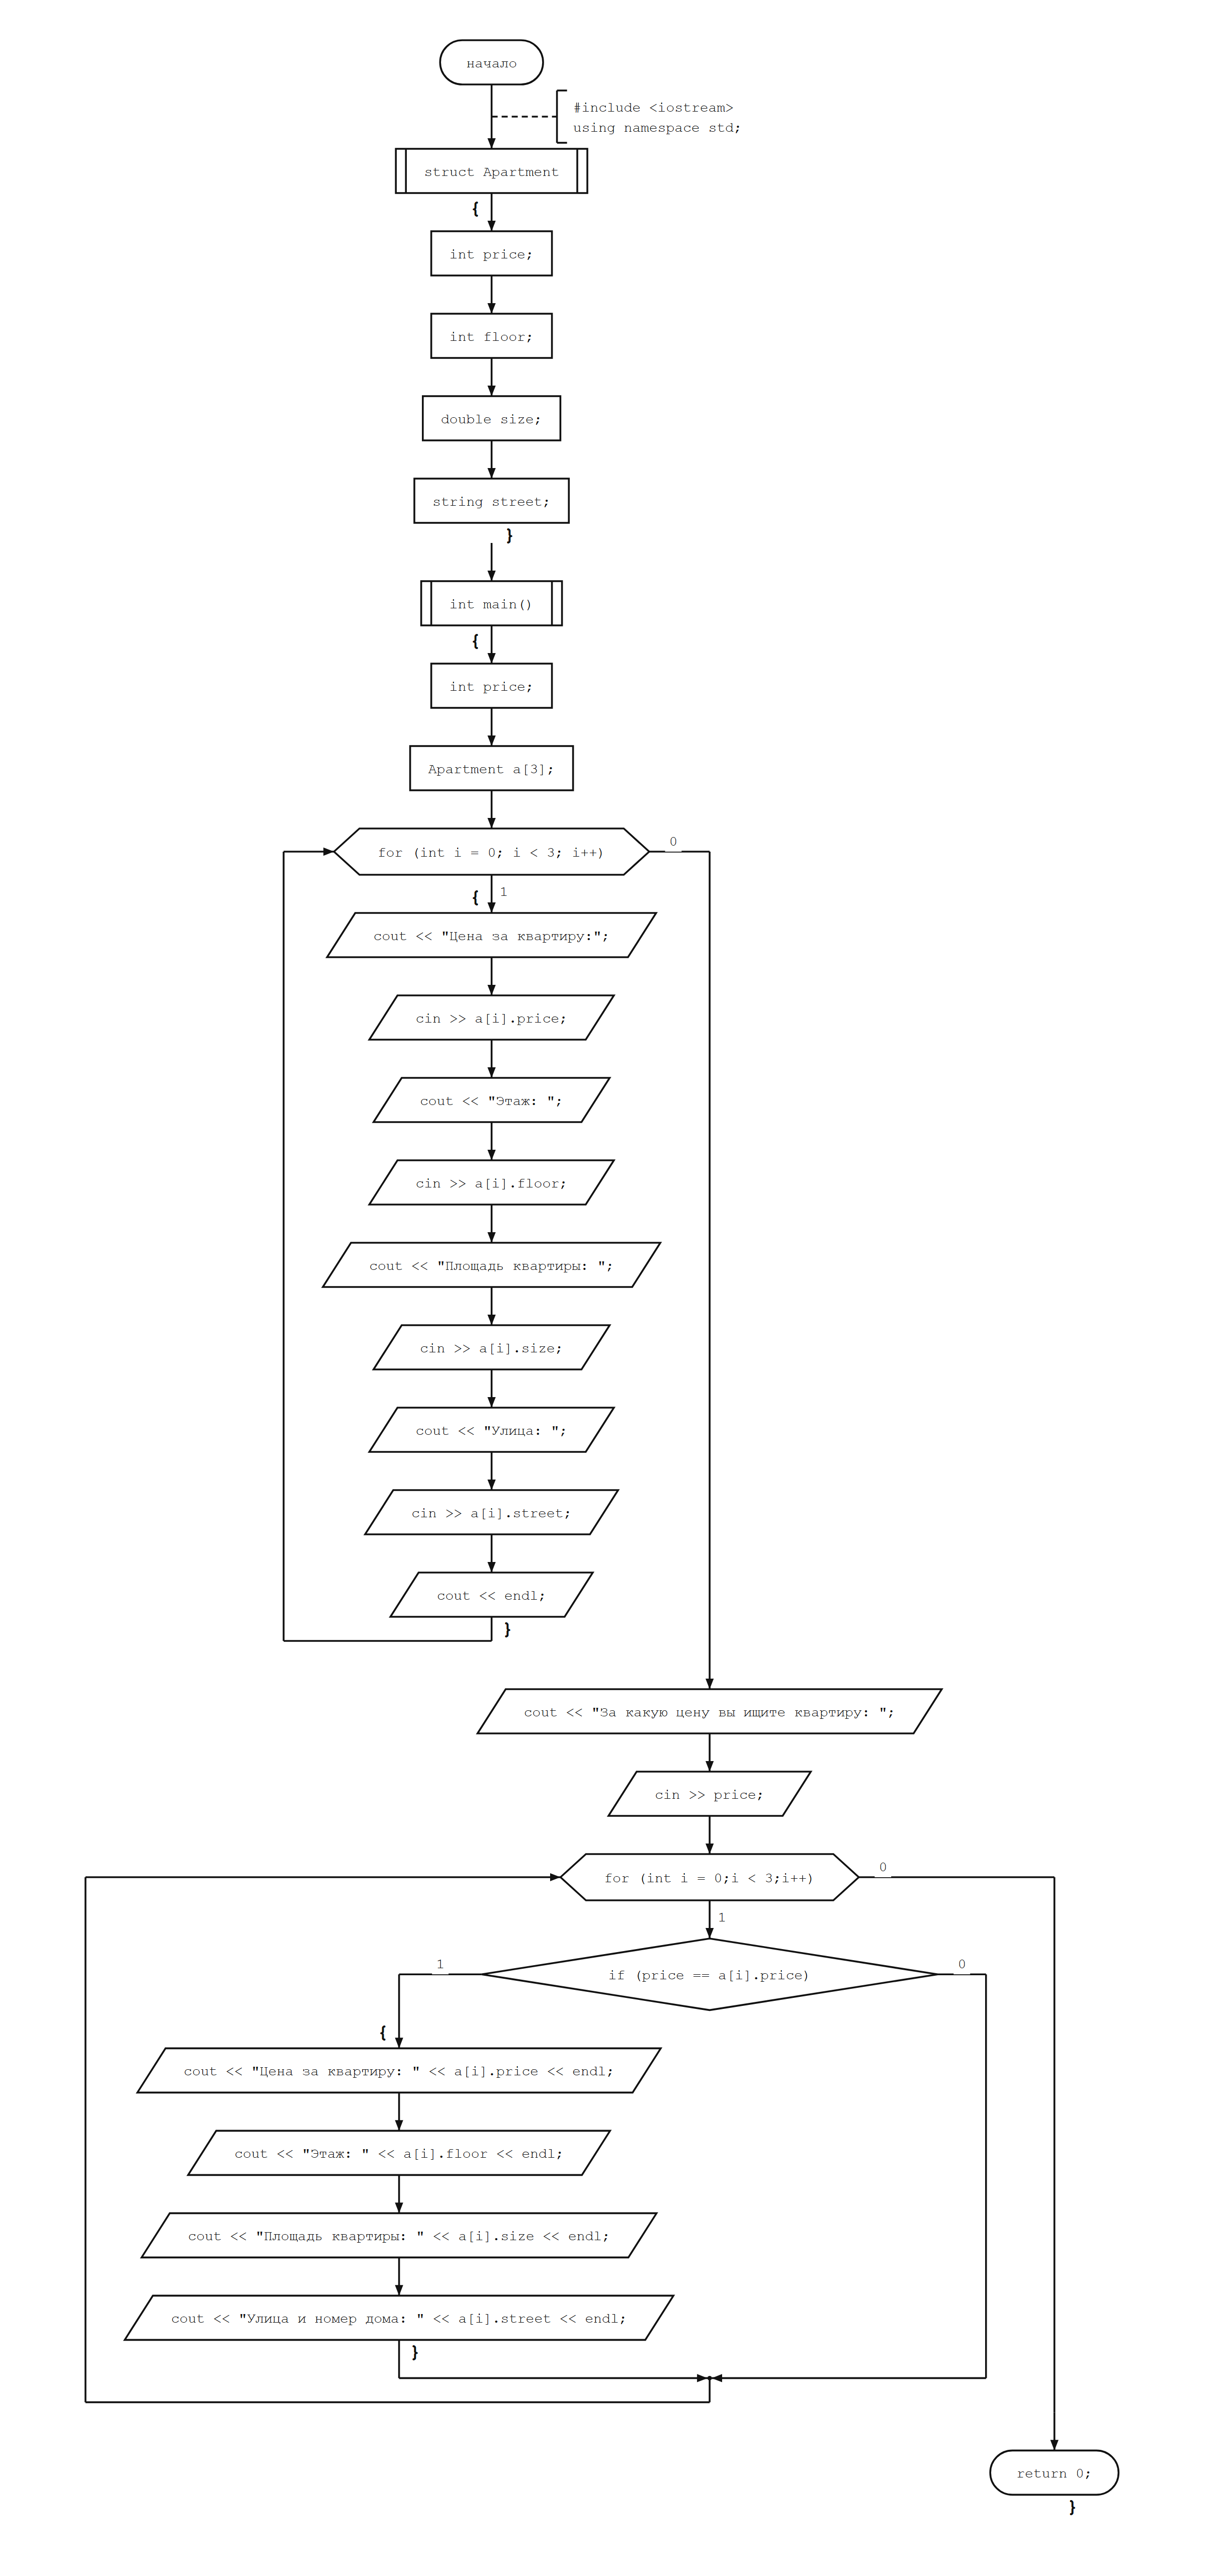 начало
#include <iostream>
using namespace std;
struct Apartment
{
int price;
int floor;
double size;
string street;
}
int main()
{
int price;
Apartment a[3];
for (int i = 0; i < 3; i++)
0
{
1
cout << "Цена за квартиру:";
cin >> a[i].price;
cout << "Этаж: ";
cin >> a[i].floor;
cout << "Площадь квартиры: ";
cin >> a[i].size;
cout << "Улица: ";
cin >> a[i].street;
cout << endl;
}
cout << "За какую цену вы ищите квартиру: ";
cin >> price;
for (int i = 0;i < 3;i++)
0
1
if (price == a[i].price)
1
0
{
cout << "Цена за квартиру: " << a[i].price << endl;
cout << "Этаж: " << a[i].floor << endl;
cout << "Площадь квартиры: " << a[i].size << endl;
cout << "Улица и номер дома: " << a[i].street << endl;
}
return 0;
}